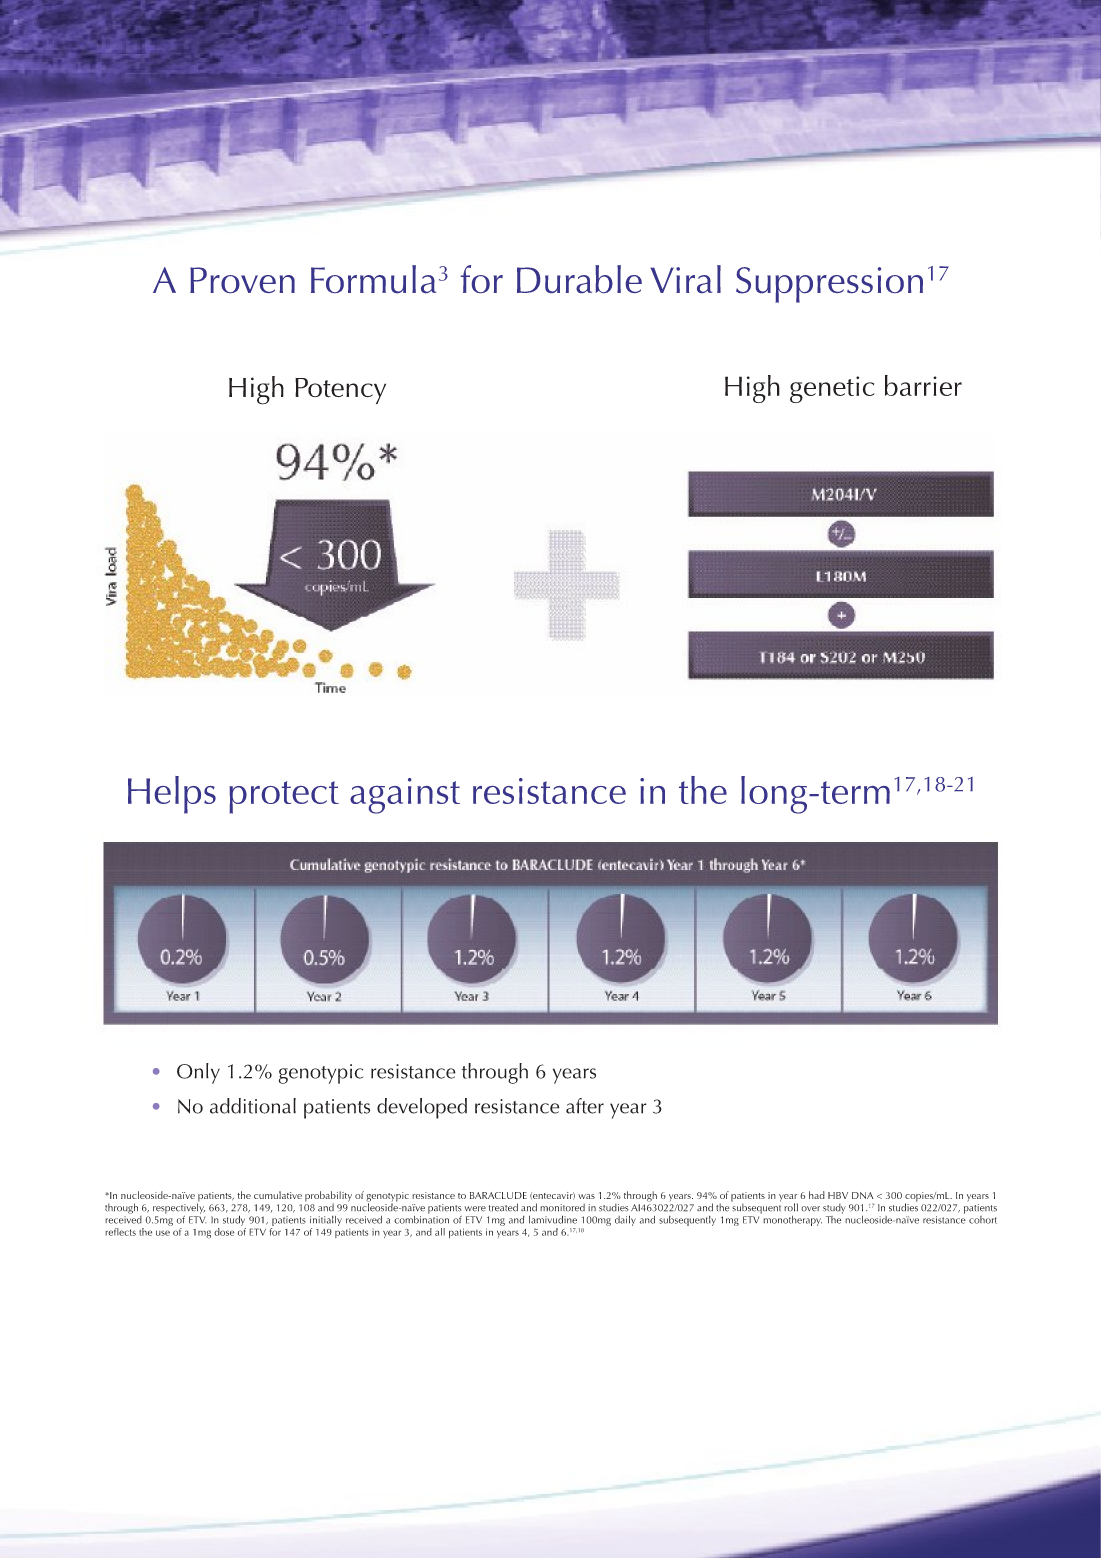 A Proven Formula3 for Durable Viral Suppression17
High Potency
High genetic barrier
94%*
< 300
copies/mL
Vira load
Time
M204I/V
+/-
L180M
+
T184 or S202 or M250
Helps protect against resistance in the long-term17,18-21
Cumulative genotypic resistance to BARACLUDE (entecavir) Year 1 through Year 6*
0.2% 0.5% 1.2% 1.2% 1.2% 1.2%
Year 1 Year 2 Year 3 Year 4 Year 5 Year 6
• Only 1.2% genotypic resistance through 6 years
• No additional patients developed resistance after year 3
*In nucleoside-naïve patients, the cumulative probability of genotypic resistance to BARACLUDE (entecavir) was 1.2% through 6 years. 94% of patients in year 6 had HBV DNA < 300 copies/mL. In years 1
through 6, respectively, 663, 278, 149, 120, 108 and 99 nucleoside-naïve patients were treated and monitored in studies AI463022/027 and the subsequent roll over study 901.17 In studies 022/027, patients
received 0.5mg of ETV. In study 901, patients initially received a combination of ETV 1mg and lamivudine 100mg daily and subsequently 1mg ETV monotherapy. The nucleoside-naïve resistance cohort
reflects the use of a 1mg dose of ETV for 147 of 149 patients in year 3, and all patients in years 4, 5 and 6.17,18